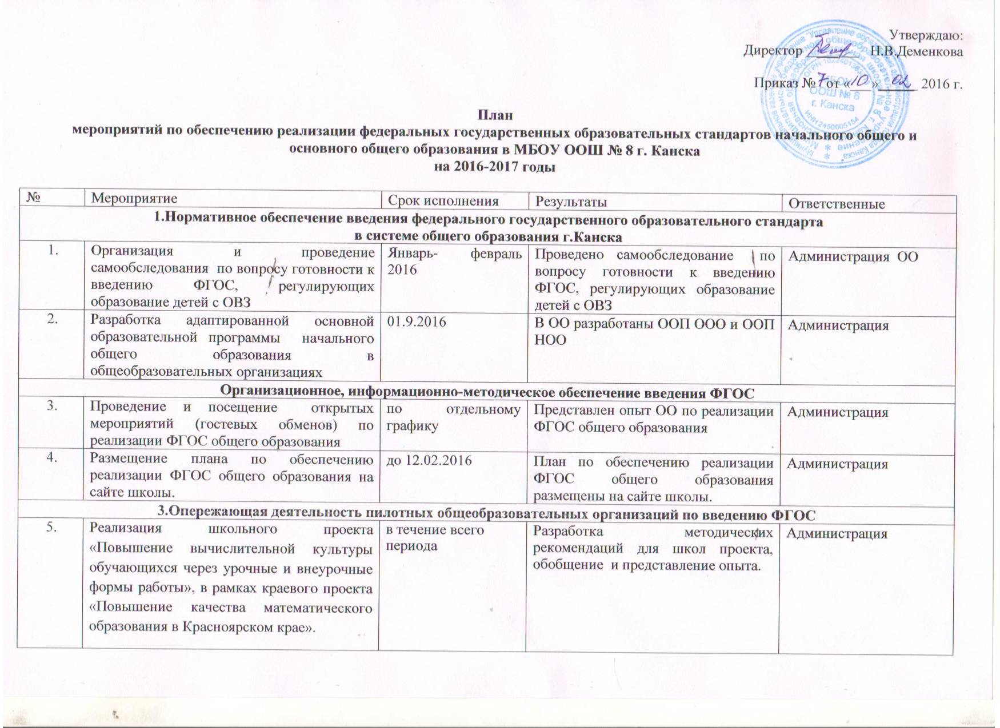 Утверждаю:
Директор ________ Н.В.Деменкова
Приказ № 7 от «10» 02 2016 г.
ООШ № 8
г. Канска
ИНН 2450005154
План
мероприятий по обеспечению реализации федеральных государственных образовательных стандартов начального общего и
основного общего образования в МБОУ ООШ № 8 г. Канска
на 2016-2017 годы
№ Мероприятие Срок исполнения Результаты Ответственные
1.Нормативное обеспечение введения федерального государственного образовательного стандарта
в системе общего образования г.Канска
1.
Организация и проведение
самообследования по вопросу готовности к
введению ФГОС, регулирующих
образование детей с ОВЗ
Январь- февраль
2016
Проведено самообследование по
вопросу готовности к введению
ФГОС, регулирующих образование
детей с ОВЗ
Администрация ОО
2.
Разработка адаптированной основной
образовательной программы начального
общего образования в
общеобразовательных организациях
01.9.2016
В ОО разработаны ООП ООО и ООП
НОО
Администрация
Организационное, информационно-методическое обеспечение введения ФГОС
3.
Проведение и посещение открытых
мероприятий (гостевых обменов) по
реализации ФГОС общего образования
по отдельному
графику
Представлен опыт ОО по реализации
ФГОС общего образования
Администрация
4.
Размещение плана по обеспечению
реализации ФГОС общего образования на
сайте школы.
до 12.02.2016
План по обеспечению реализации
ФГОС общего образования
размещены на сайте школы.
Администрация
3.Опережающая деятельность пилотных общеобразовательных организаций по введению ФГОС
5.
Реализация школьного проекта
«Повышение вычислительной культуры
обучающихся через урочные и внеурочные
формы работы», в рамках краевого проекта
«Повышение качества математического
образования в Красноярском крае».
в течение всего
периода
Разработка методических
рекомендаций для школ проекта,
обобщение и представление опыта.
Администрация